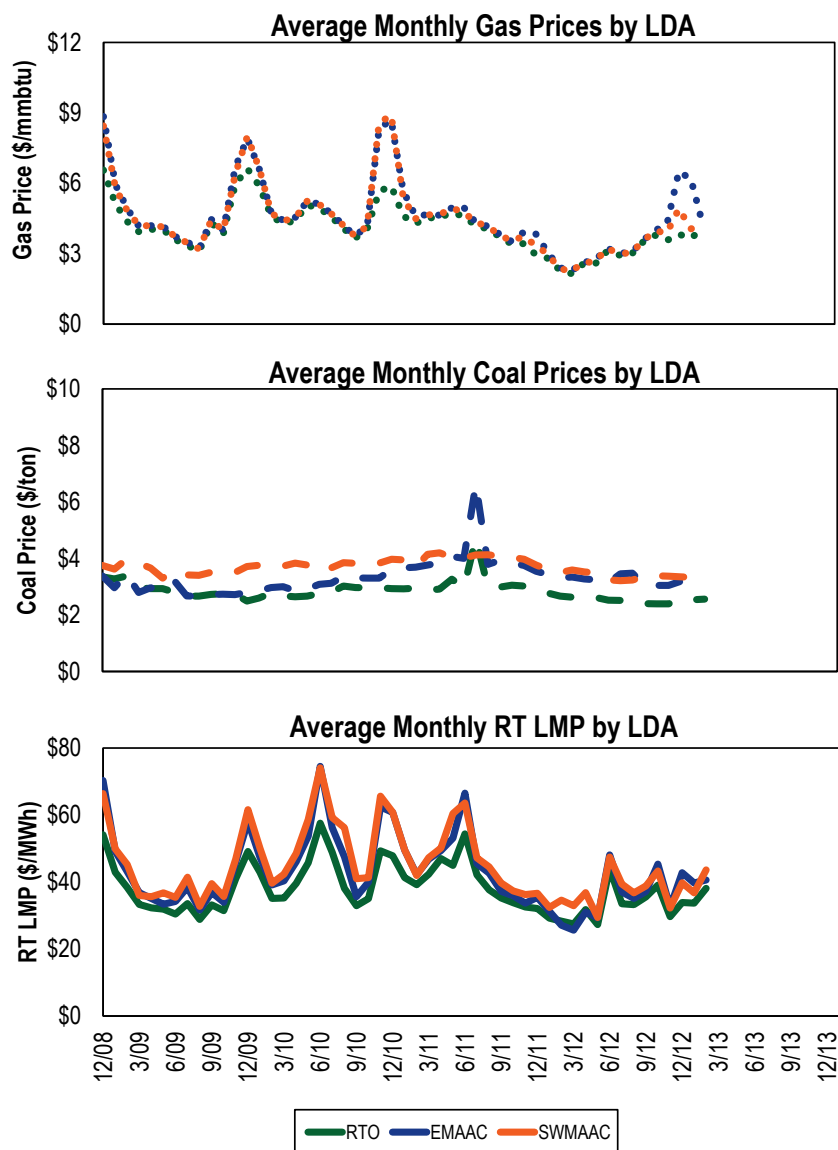 Average Monthly Gas Prices by LDA
Gas Price ($/mmbtu)
$12
$9
$6
$3
$0
Average Monthly Coal Prices by LDA
Coal Price ($/ton)
$10
$8
$6
$4
$2
$0
Average Monthly RT LMP by LDA
RT LMP ($/MWh)
$80
$60
$40
$20
$0
12/08 3/09 6/09 9/09 12/09 3/10 6/10 9/10 12/10 3/11 6/11 9/11 12/11 3/12 6/12 9/12 12/12 3/13 6/13 9/13 12/13
RTO EMAAC SWMAAC